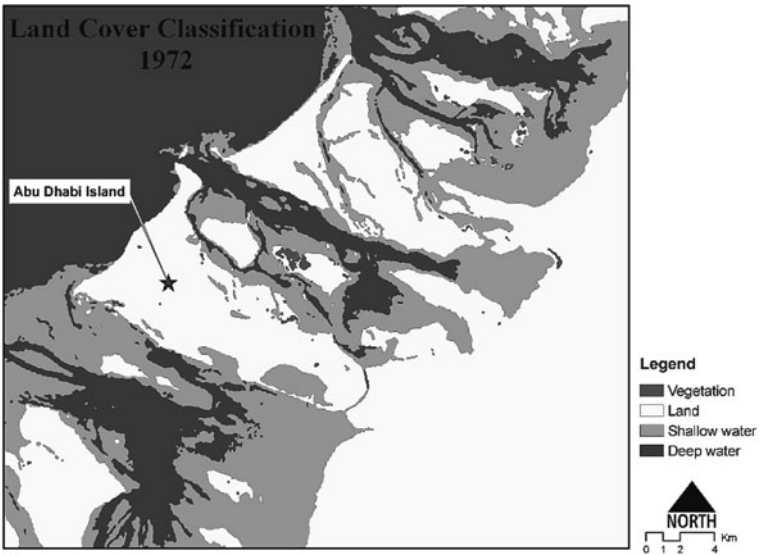 Land Cover Classification
1972
Abu Dhabi Island
Legend
Vegetation
Land
Shallow water
Deep water
NORTH
Km
0 1 2 4